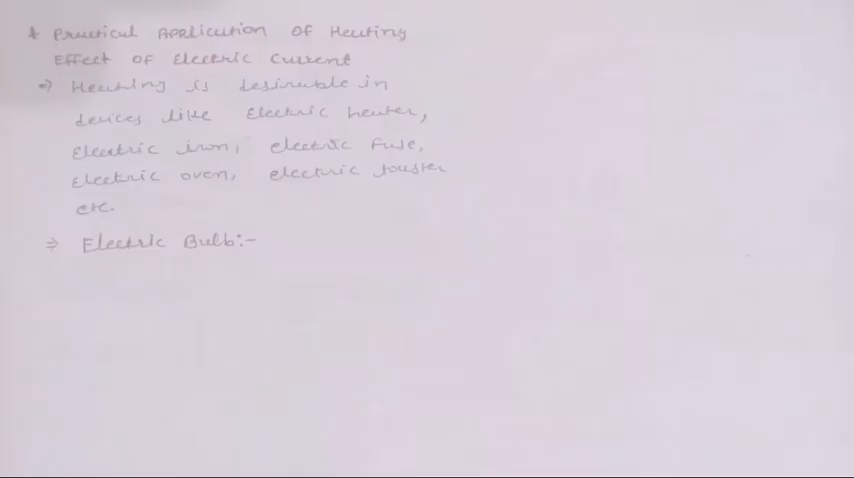 * Practical Application of Heating
Effect of Electric Current
⇒ Heating is desirable in
devices like Electric heater,
Electric iron, electric fuse,
Electric oven, electric toaster
etc.
⇒ Electric Bulb:-